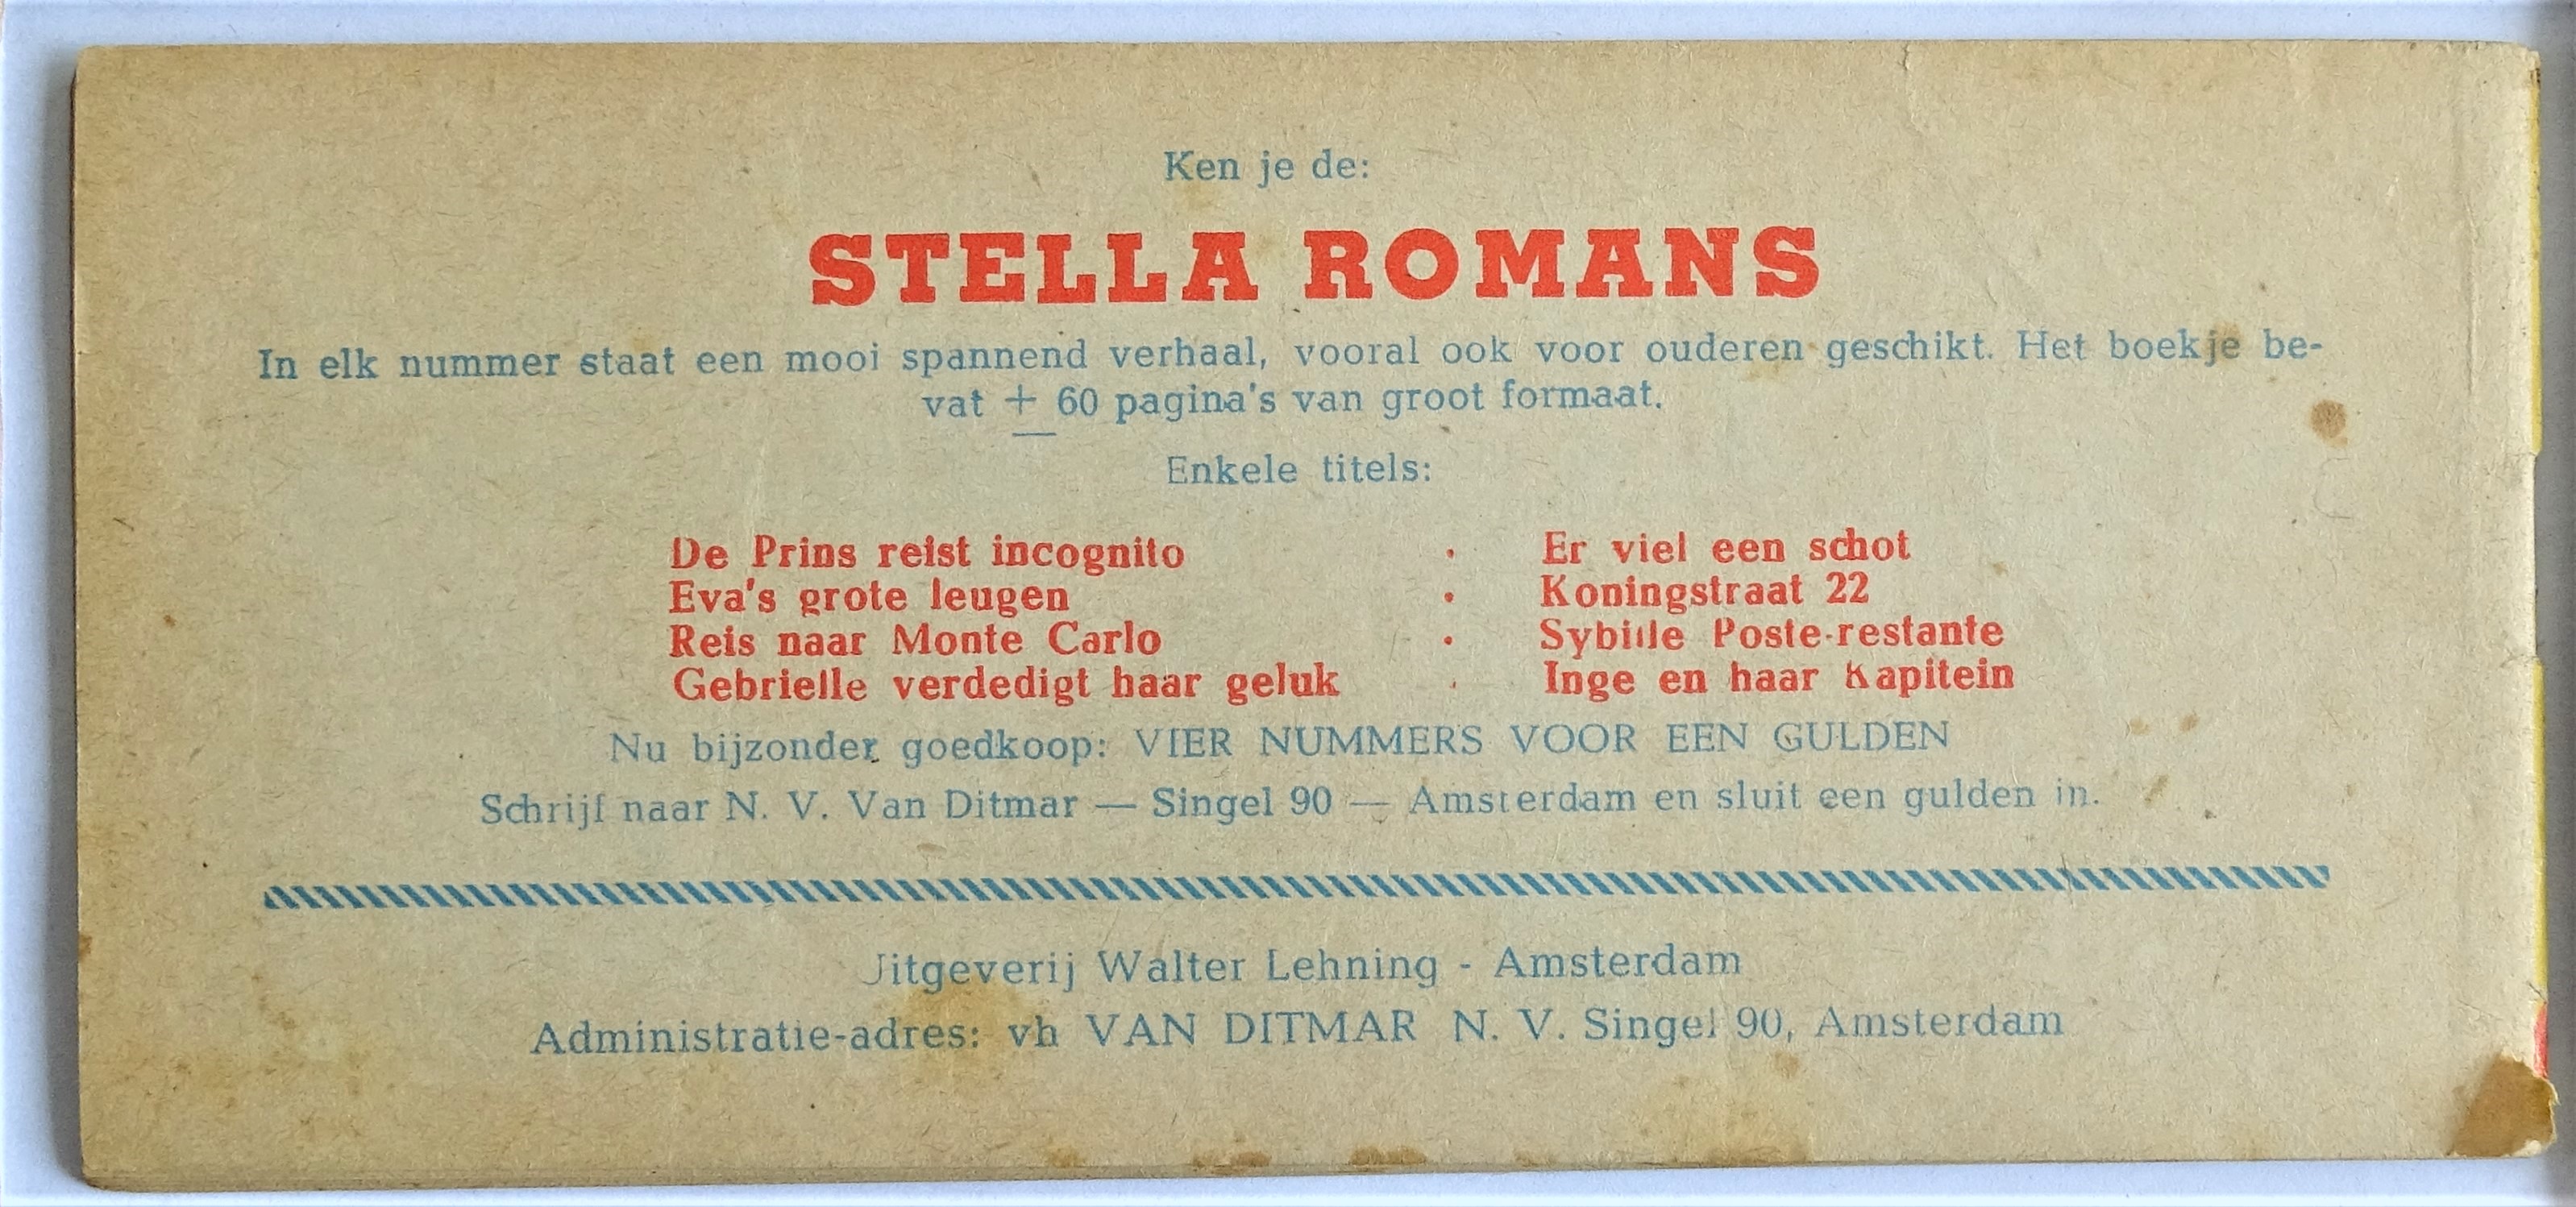 Ken je de:
STELLA ROMANS
In elk nummer staat een mooi spannend verhaal, vooral ook voor ouderen geschikt. Het boekje be-
vat ± 60 pagina's van groot formaat.
Enkele titels:
De Prins reist incognito . Er viel een schot
Eva's grote leugen . Koningstraat 22
Reis naar Monte Carlo . Sybille Poste-restante
Gebrielle verdedigt haar geluk . Inge en haar Kapitein
Nu bijzonder goedkoop: VIER NUMMERS VOOR EEN GULDEN
Schrijf naar N. V. Van Ditmar — Singel 90 — Amsterdam en sluit een gulden in.
Uitgeverij Walter Lehning - Amsterdam
Administratie-adres: vh VAN DITMAR N. V. Singel 90, Amsterdam